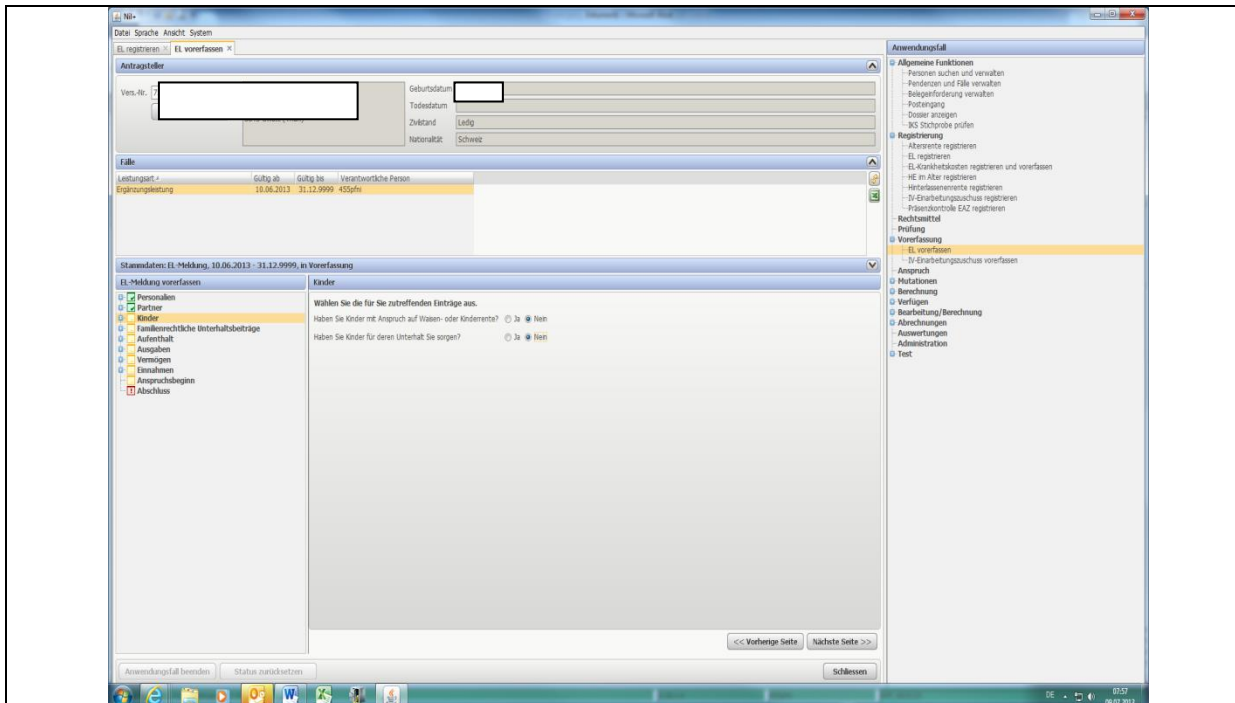 Nil+
Datei Sprache Ansicht System
EL registrieren EL vorerfassen
Antragsteller
Vers.-Nr. 7
Geburtsdatum
Todesdatum
Zivilstand Ledig
Nationalität Schweiz
Fälle
Leistungsart Gültig ab Gültig bis Verantwortliche Person
Ergänzungsleistung 10.06.2013 31.12.9999 455pfni
Stammdaten: EL-Meldung, 10.06.2013 - 31.12.9999, in Vorerfassung
EL-Meldung vorerfassen
Personalien
Partner
Kinder
Familienrechtliche Unterhaltsbeiträge
Aufenthalt
Ausgaben
Vermögen
Einnahmen
Anspruchsbeginn
Abschluss
Kinder
Wählen Sie die für Sie zutreffenden Einträge aus.
Haben Sie Kinder mit Anspruch auf Waisen- oder Kinderrente? Ja Nein
Haben Sie Kinder für deren Unterhalt Sie sorgen? Ja Nein
<< Vorherige Seite Nächste Seite >>
Anwendungsfall beenden Status zurücksetzen Schliessen
Anwendungsfall
Allgemeine Funktionen
Personen suchen und verwalten
Pendenzen und Fälle verwalten
Belegeinforderung verwalten
Posteingang
Dossier anzeigen
IKS Stichprobe prüfen
Registrierung
Altersrente registrieren
EL registrieren
EL-Krankheitskosten registrieren und vorerfassen
HE im Alter registrieren
Hinterlassenenrente registrieren
IV-Einarbeitungszuschuss registrieren
Präsenzkontrolle EAZ registrieren
Rechtsmittel
Prüfung
Vorerfassung
EL vorerfassen
IV-Einarbeitungszuschuss vorerfassen
Anspruch
Mutationen
Berechnung
Verfügen
Bearbeitung/Berechnung
Abrechnungen
Auswertungen
Administration
Test
DE 07:57